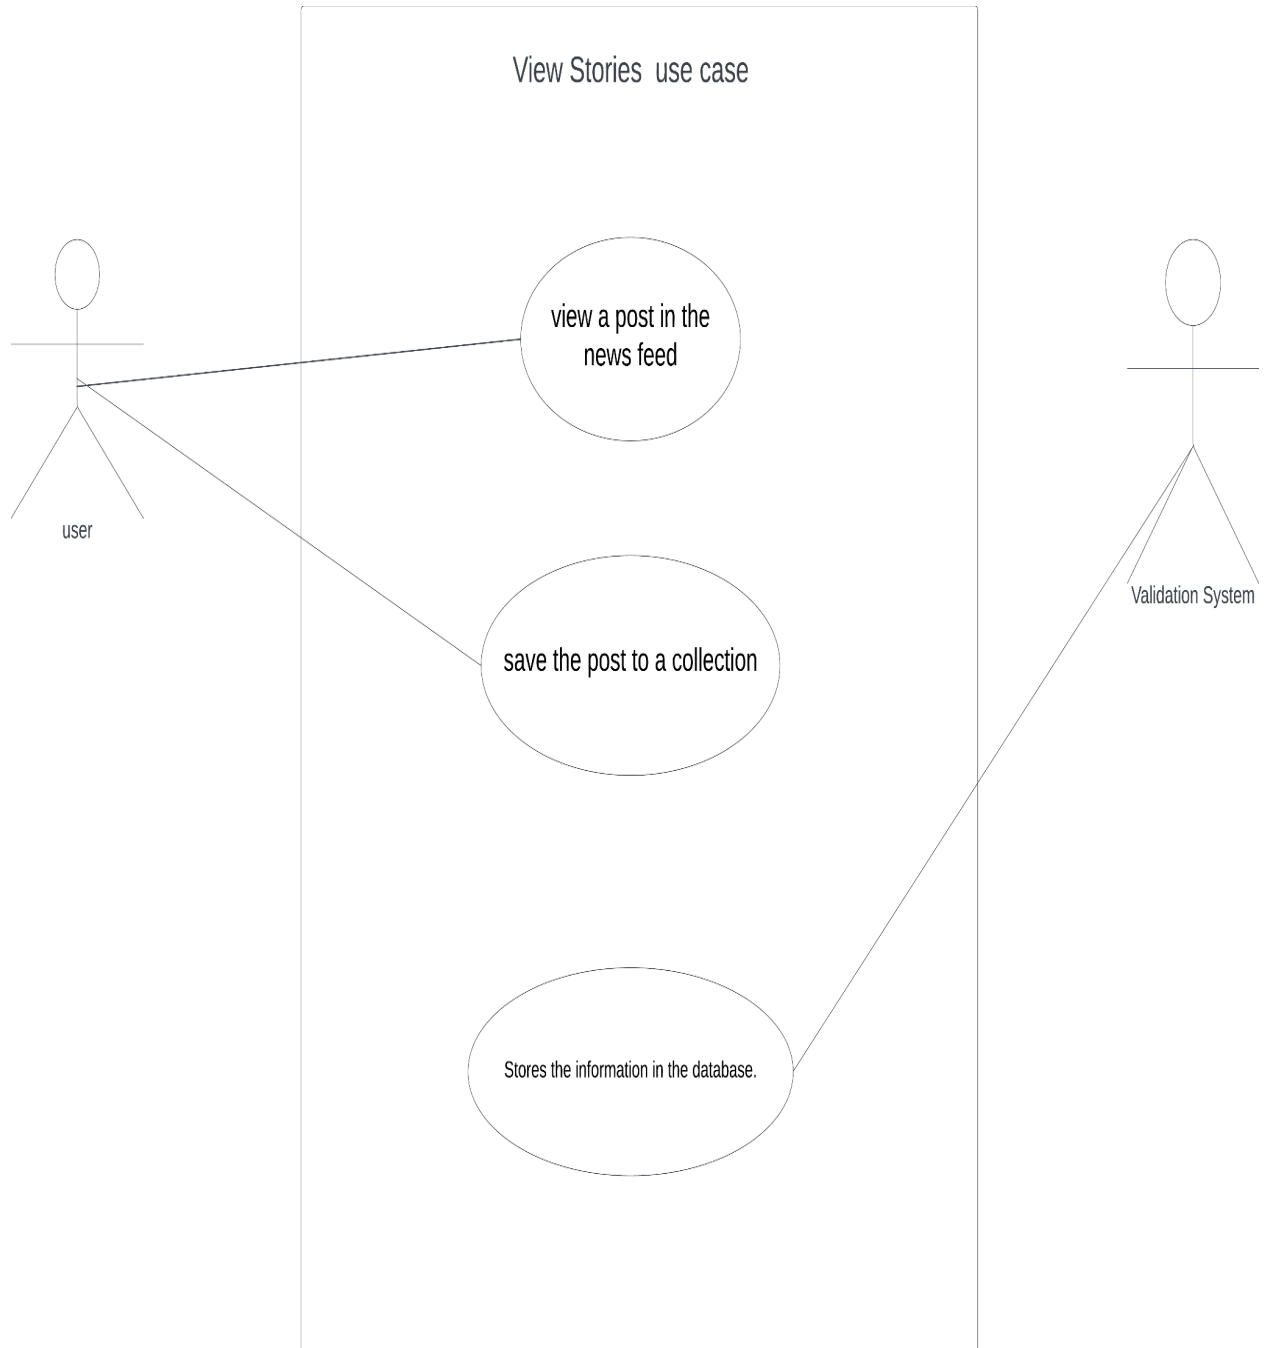 View Stories  use case
view a post in the
news feed
user
Validation System
save the post to a collection
Stores the information in the database.